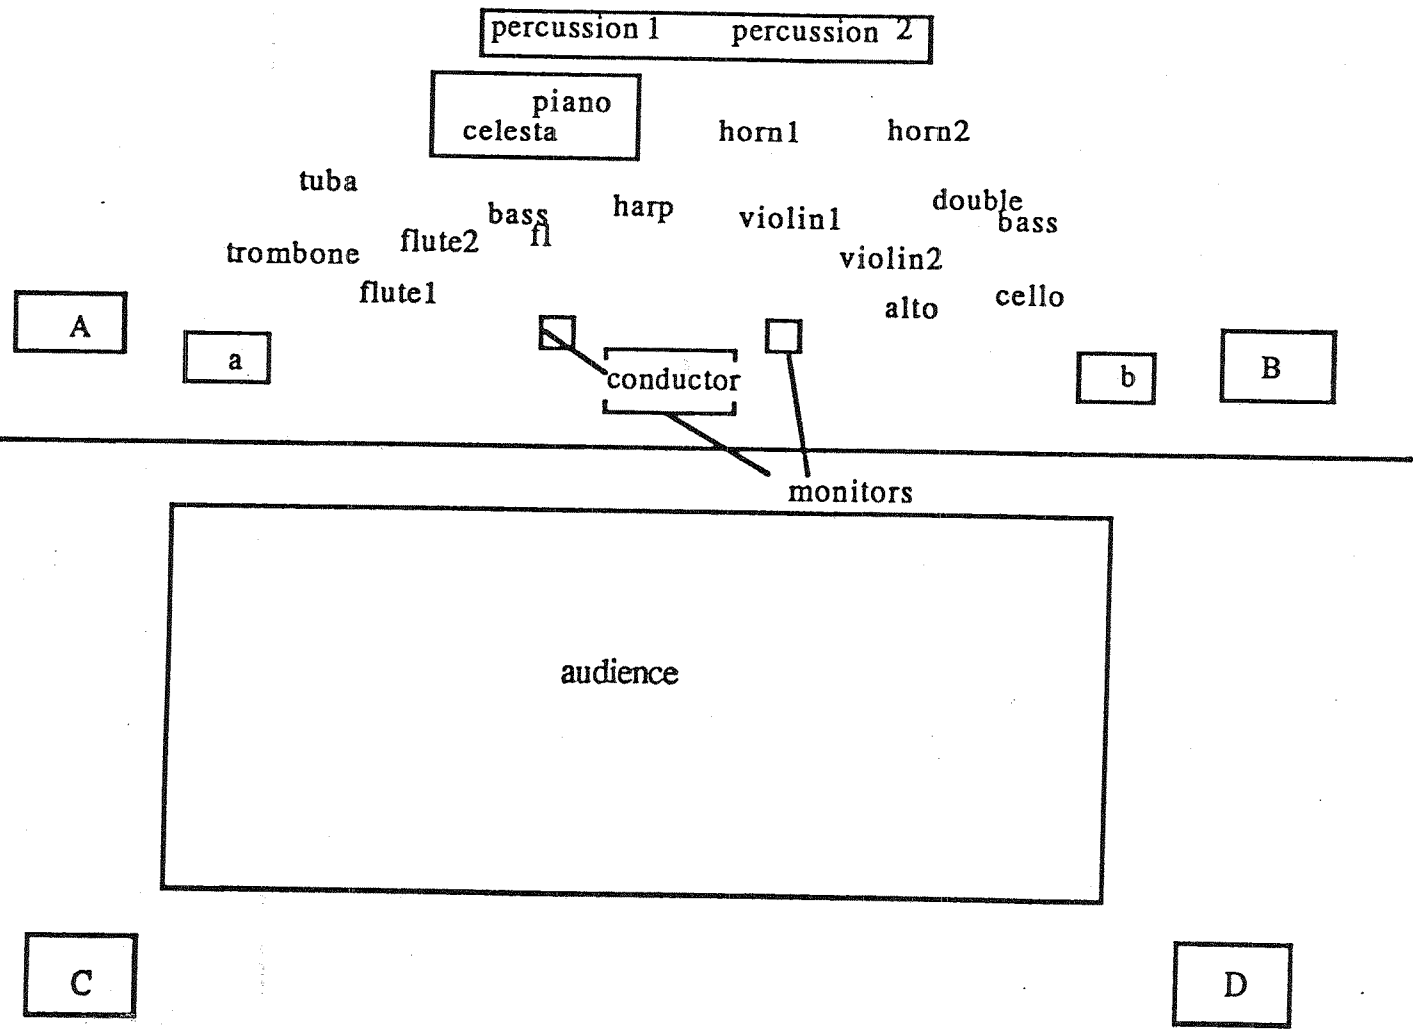 percussion 1 percussion 2
piano
celesta
horn1 horn2
tuba
bass
fl
harp
violin1
double
bass
trombone
flute2
violin2
flute1
alto
cello
A
a
conductor
b
B
monitors
audience
C
D